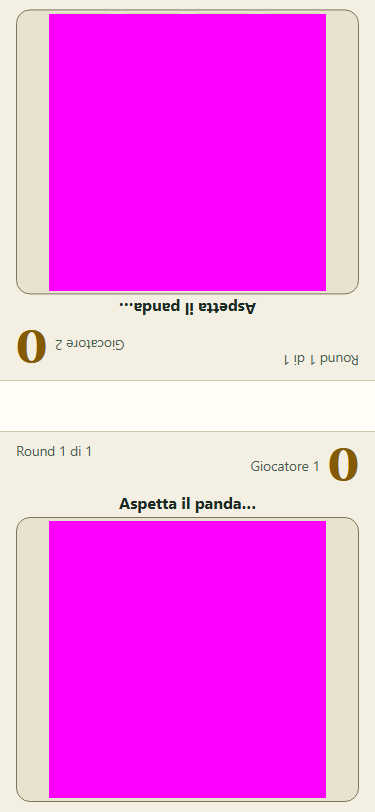 Aspetta il panda...
Giocatore 2
0
Round 1 di 1
Round 1 di 1
Giocatore 1
0
Aspetta il panda...